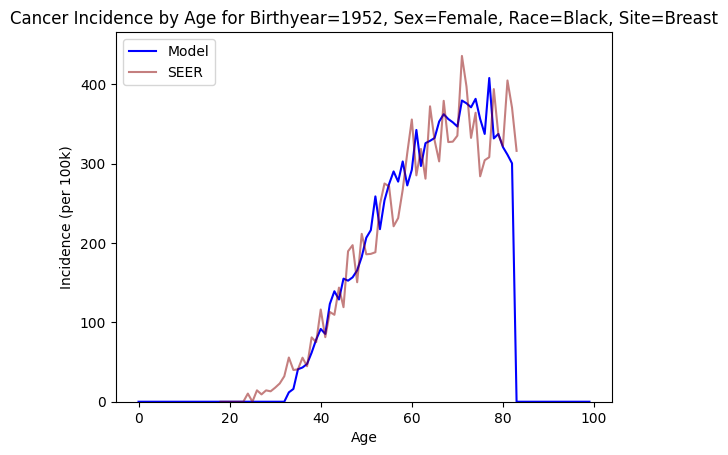 Cancer Incidence by Age for Birthyear=1952, Sex=Female, Race=Black, Site=Breast
Model
SEER
400
300
200
100
0
Incidence (per 100k)
0 20 40 60 80 100
Age